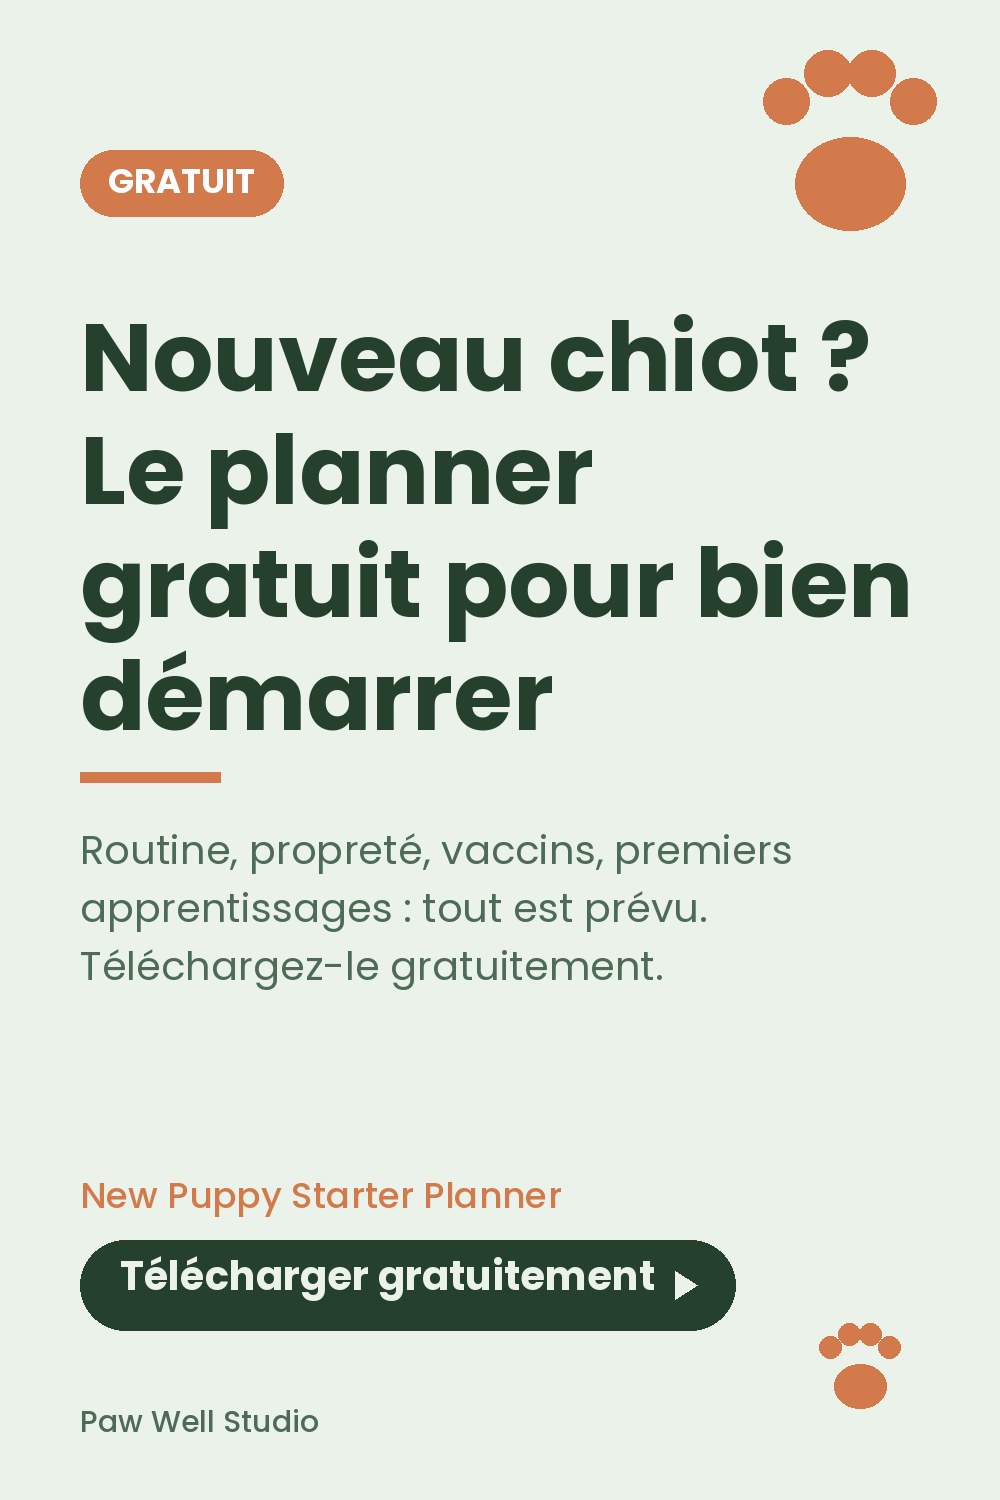 GRATUIT
Nouveau chiot ?
Le planner
gratuit pour bien
démarrer
Routine, propreté, vaccins, premiers
apprentissages : tout est prévu.
Téléchargez-le gratuitement.
New Puppy Starter Planner
Télécharger gratuitement
Paw Well Studio